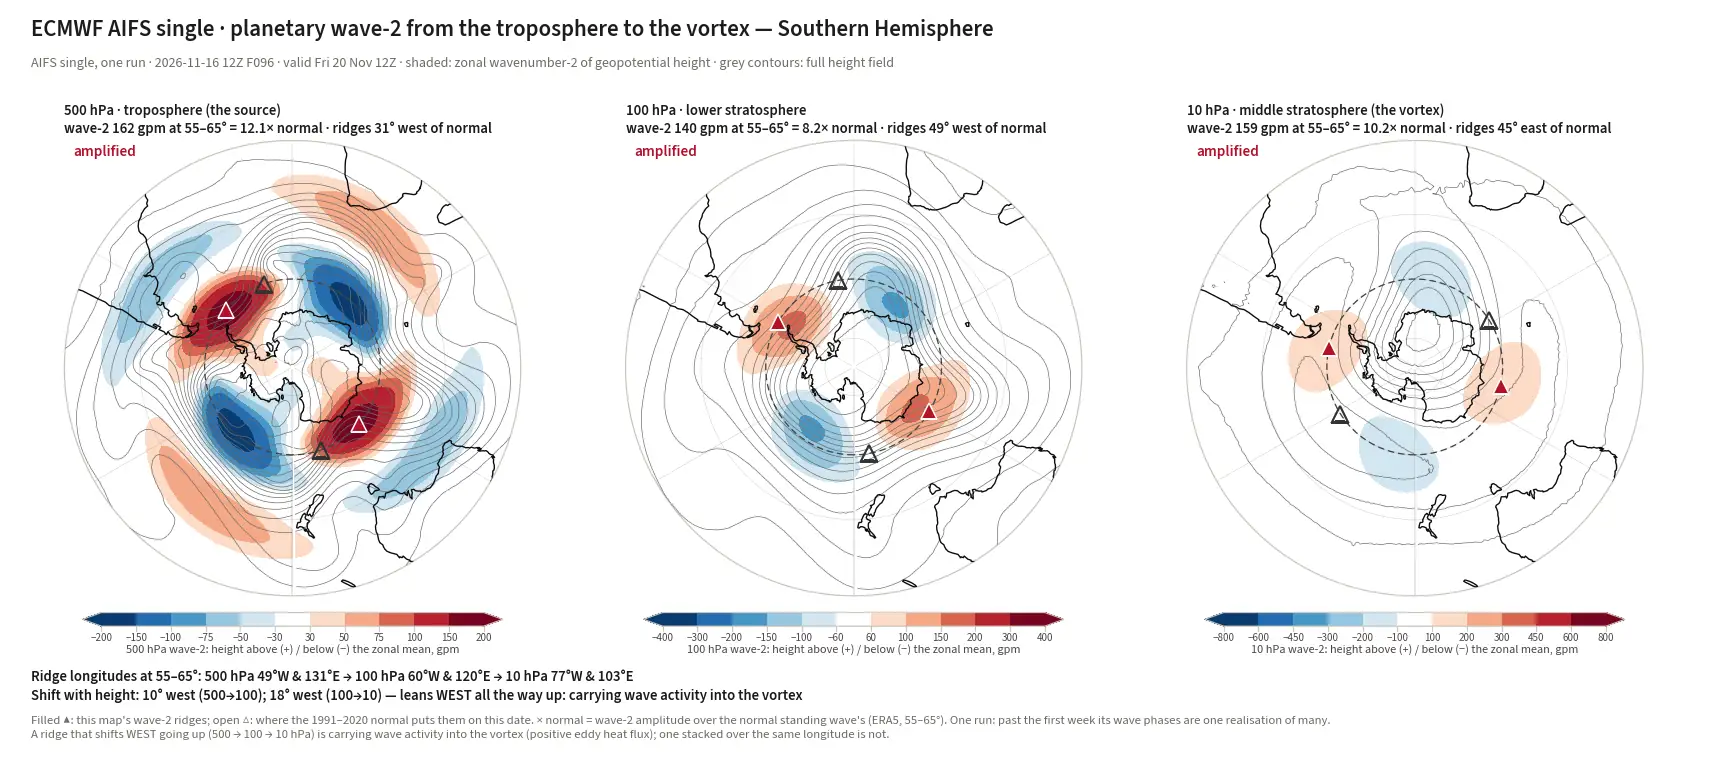 ECMWF AIFS single · planetary wave-2 from the troposphere to the vortex — Southern Hemisphere
AIFS single, one run · 2026-11-16 12Z F096 · valid Fri 20 Nov 12Z · shaded: zonal wavenumber-2 of geopotential height · grey contours: full height field
500 hPa · troposphere (the source)
wave-2 162 gpm at 55–65° = 12.1× normal · ridges 31° west of normal
amplified
100 hPa · lower stratosphere
wave-2 140 gpm at 55–65° = 8.2× normal · ridges 49° west of normal
amplified
10 hPa · middle stratosphere (the vortex)
wave-2 159 gpm at 55–65° = 10.2× normal · ridges 45° east of normal
amplified
−200 −150 −100 −75 −50 −30 30 50 75 100 150 200
500 hPa wave-2: height above (+) / below (−) the zonal mean, gpm
−400 −300 −200 −150 −100 −60 60 100 150 200 300 400
100 hPa wave-2: height above (+) / below (−) the zonal mean, gpm
−800 −600 −450 −300 −200 −100 100 200 300 450 600 800
10 hPa wave-2: height above (+) / below (−) the zonal mean, gpm
Ridge longitudes at 55–65°: 500 hPa 49°W & 131°E → 100 hPa 60°W & 120°E → 10 hPa 77°W & 103°E
Shift with height: 10° west (500→100); 18° west (100→10) — leans WEST all the way up: carrying wave activity into the vortex
Filled ▲: this map's wave-2 ridges; open △: where the 1991–2020 normal puts them on this date. × normal = wave-2 amplitude over the normal standing wave's (ERA5, 55–65°). One run: past the first week its wave phases are one realisation of many.
A ridge that shifts WEST going up (500 → 100 → 10 hPa) is carrying wave activity into the vortex (positive eddy heat flux); one stacked over the same longitude is not.